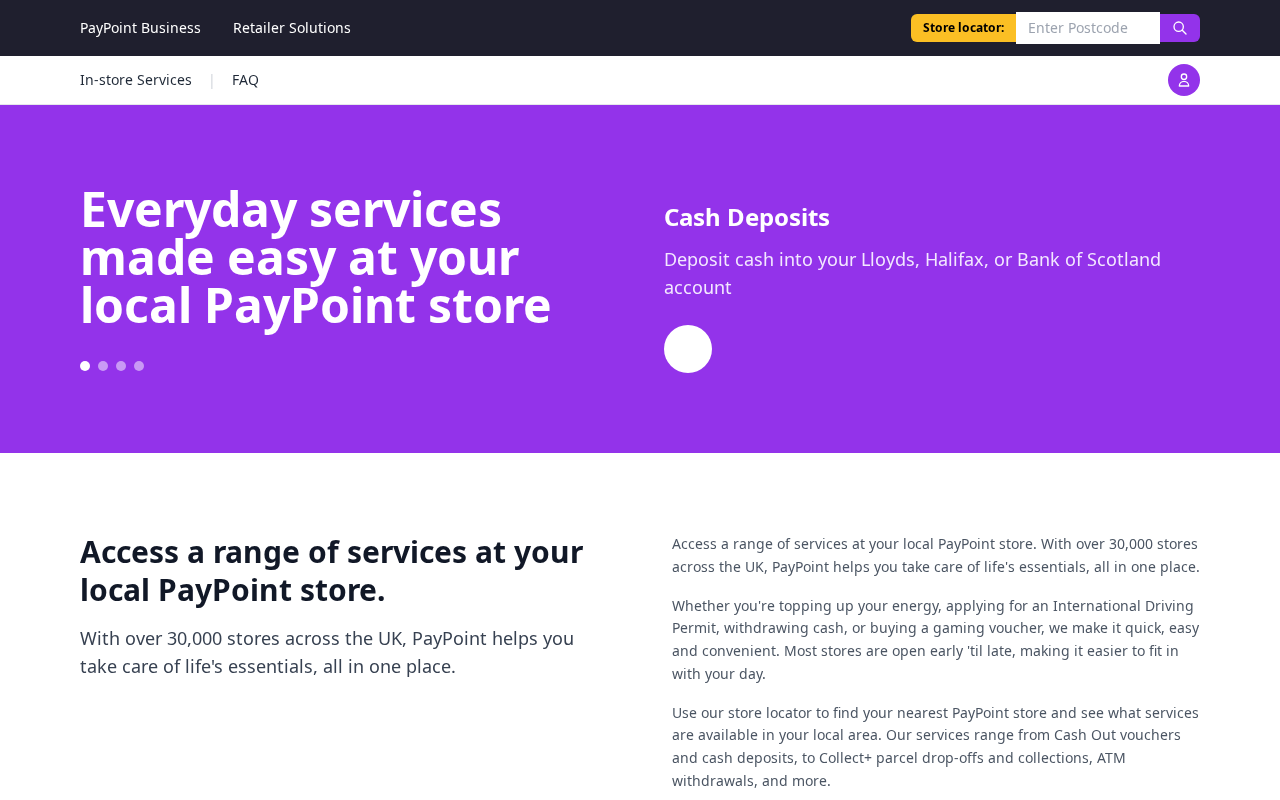 PayPoint Business
Retailer Solutions
Store locator:
Enter Postcode
In-store Services | FAQ
Everyday services
made easy at your
local PayPoint store
Cash Deposits
Deposit cash into your Lloyds, Halifax, or Bank of Scotland
account
Access a range of services at your
local PayPoint store.
With over 30,000 stores across the UK, PayPoint helps you
take care of life's essentials, all in one place.
Access a range of services at your local PayPoint store. With over 30,000 stores
across the UK, PayPoint helps you take care of life's essentials, all in one place.
Whether you're topping up your energy, applying for an International Driving
Permit, withdrawing cash, or buying a gaming voucher, we make it quick, easy
and convenient. Most stores are open early 'til late, making it easier to fit in
with your day.
Use our store locator to find your nearest PayPoint store and see what services
are available in your local area. Our services range from Cash Out vouchers
and cash deposits, to Collect+ parcel drop-offs and collections, ATM
withdrawals, and more.